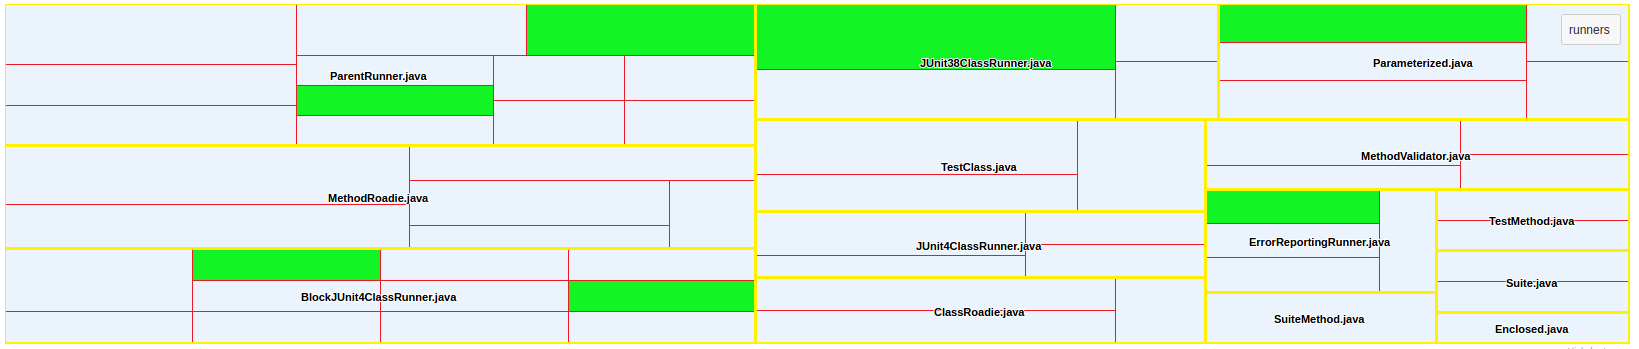 runners
JUnit38ClassRunner.java
Parameterized.java
ParentRunner.java
MethodValidator.java
TestClass.java
MethodRoadie.java
TestMethod.java
ErrorReportingRunner.java
JUnit4ClassRunner.java
Suite.java
BlockJUnit4ClassRunner.java
ClassRoadie.java
SuiteMethod.java
Enclosed.java